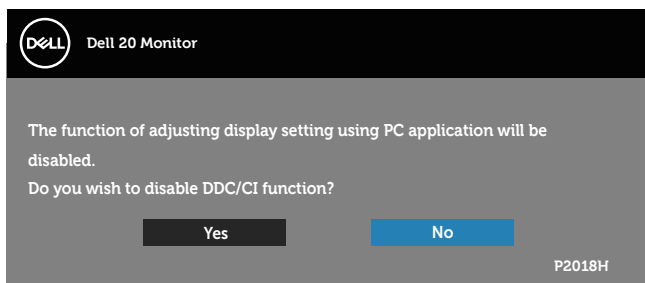 DELL
Dell 20 Monitor
The function of adjusting display setting using PC application will be
disabled.
Do you wish to disable DDC/CI function?
Yes
No
P2018H